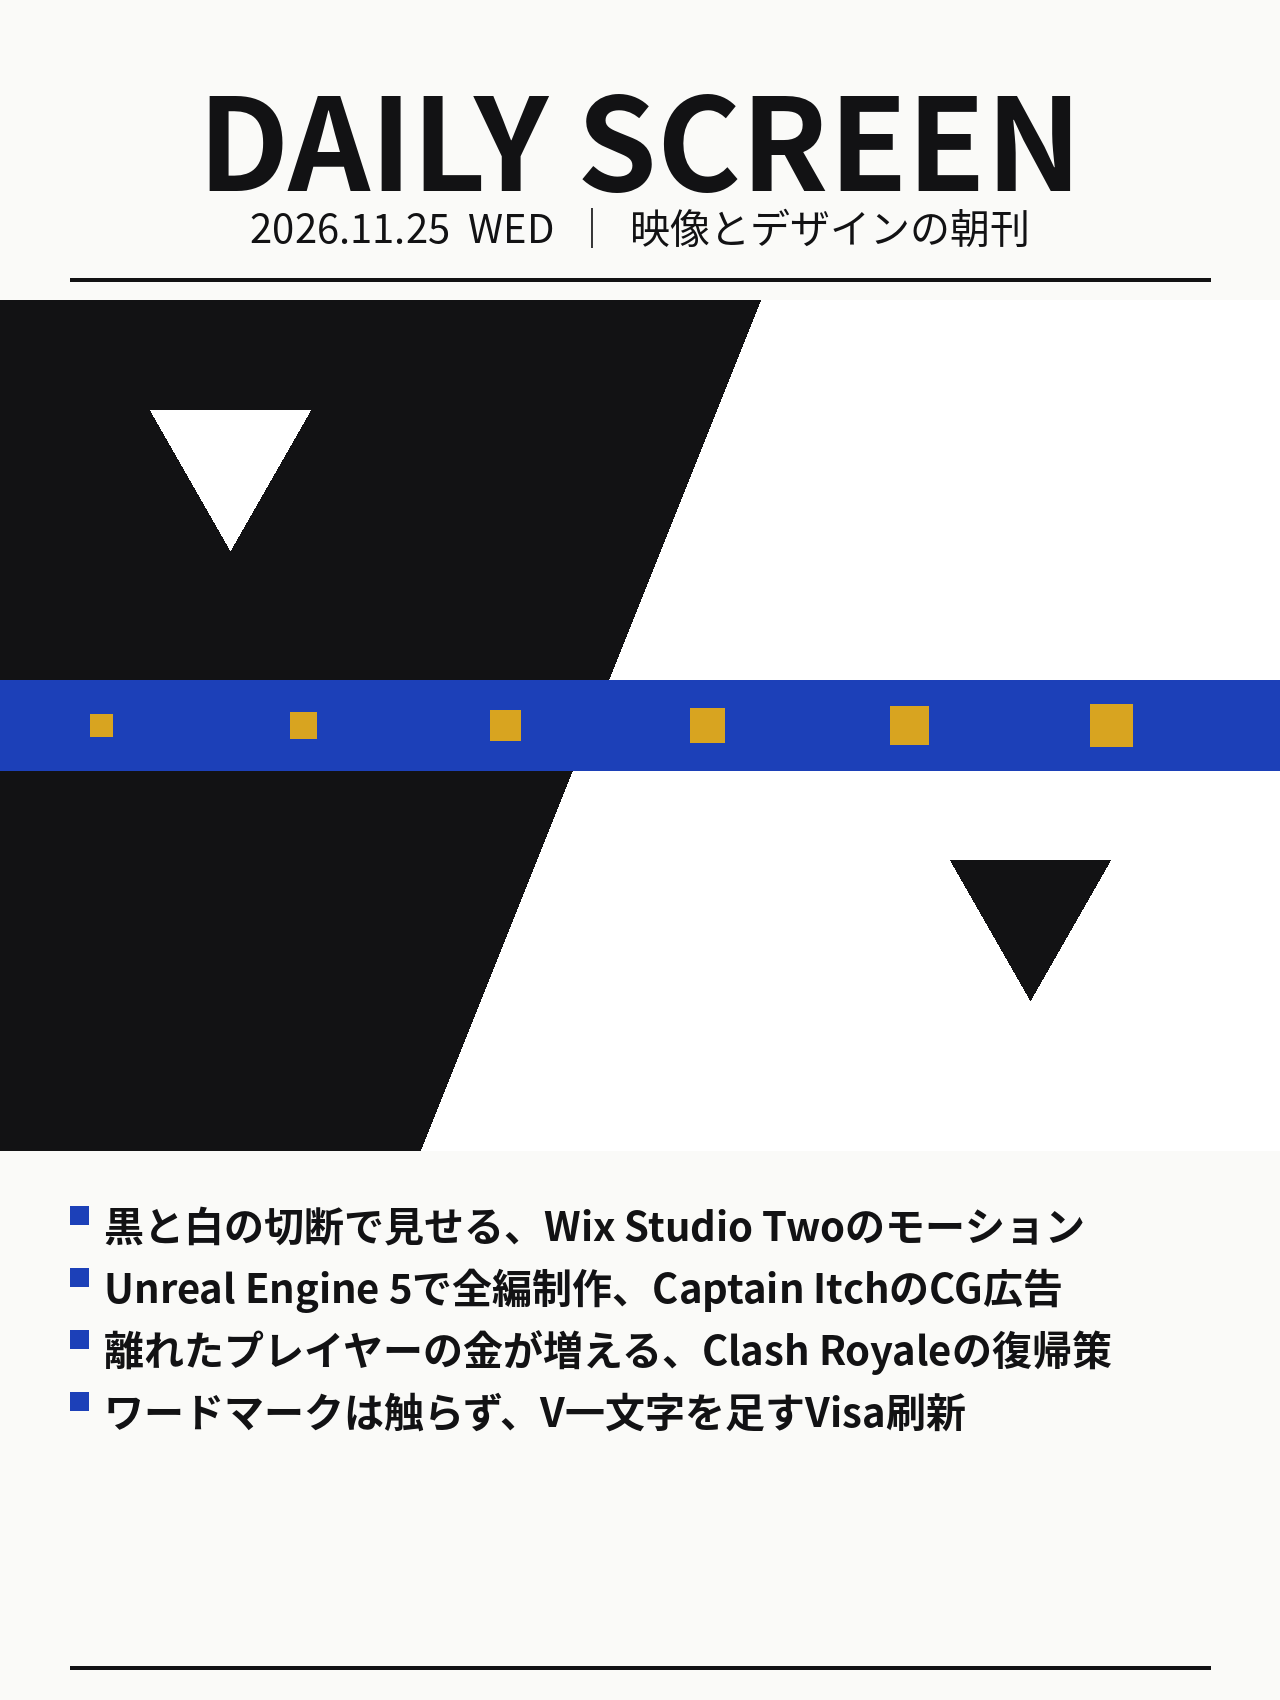 DAILY SCREEN
2026.11.25 WED ｜ 映像とデザインの朝刊
黒と白の切断で見せる、Wix Studio Twoのモーション
Unreal Engine 5で全編制作、Captain ItchのCG広告
離れたプレイヤーの金が増える、Clash Royaleの復帰策
ワードマークは触らず、V一文字を足すVisa刷新